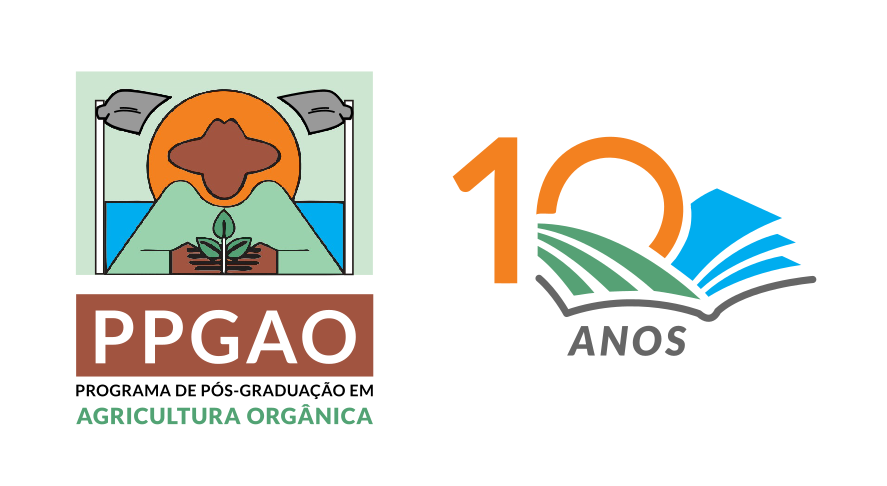 PPGAO
PROGRAMA DE PÓS-GRADUAÇÃO EM
AGRICULTURA ORGÂNICA
10
ANOS